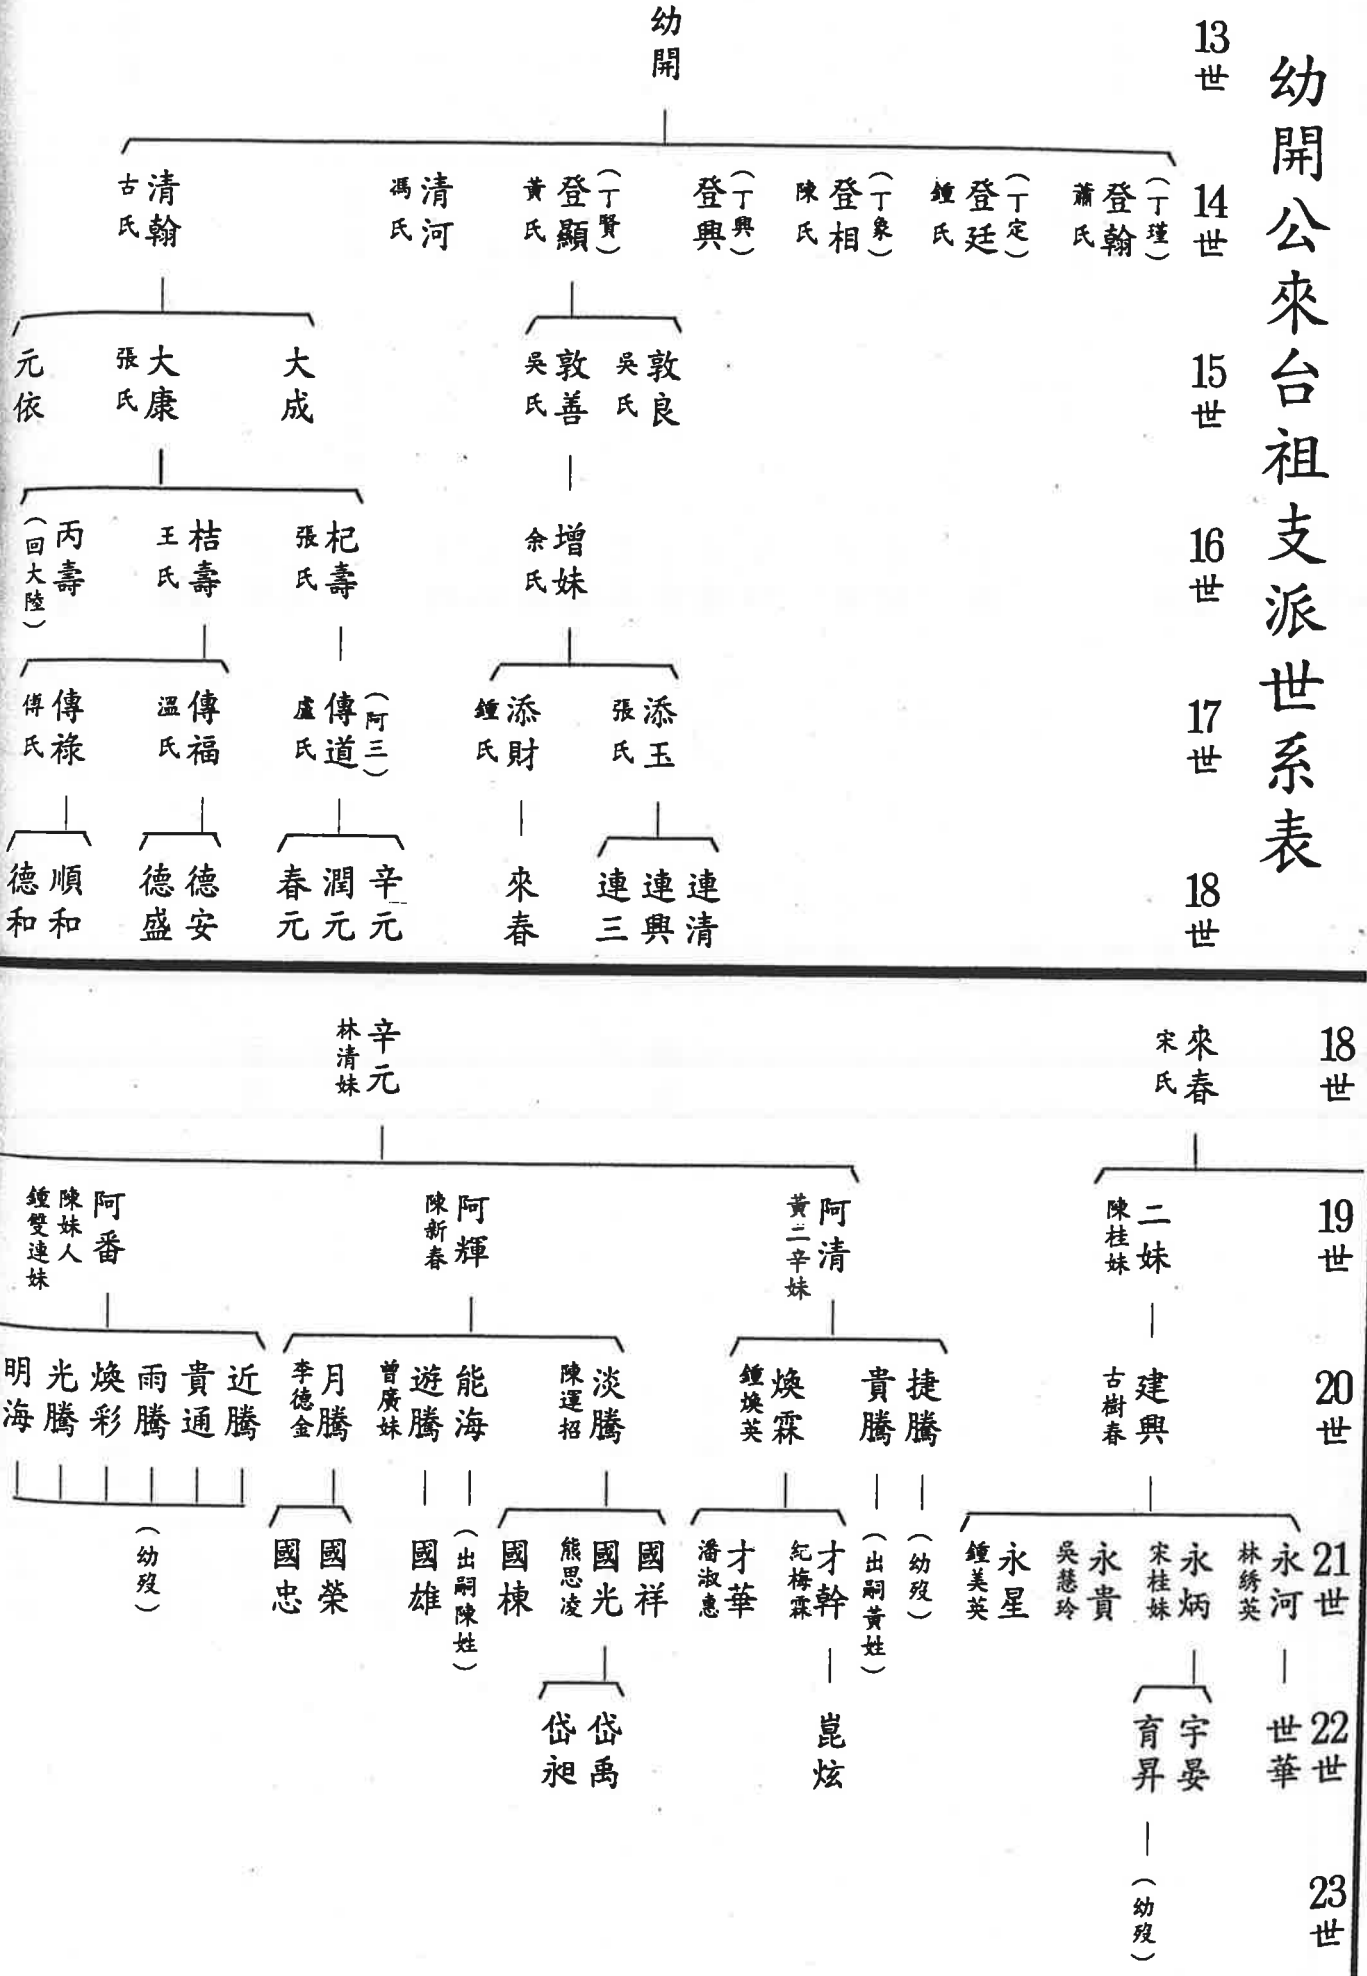 幼開公來台祖支派世系表
13世
幼開
14世
登翰（丁瑾）
蕭氏
登廷（丁定）
鍾氏
登相（丁象）
陳氏
登興（丁興）
登顯（丁賢）
黃氏
清河
馮氏
清翰
古氏
15世
敦良
吳氏
敦善
吳氏
大成
大康
張氏
元依
16世
增妹
余氏
杞壽
張氏
桔壽
王氏
丙壽
（回大陸）
17世
添玉
張氏
添財
鍾氏
傳道（阿三）
盧氏
傳福
溫氏
傳祿
傅氏
18世
連清
連興
連三
來春
辛元
潤元
春元
德安
德盛
順和
德和
18世
來春
宋氏
辛元
林清妹
19世
二妹
陳桂妹
阿清
黃二辛妹
阿輝
陳新春
阿番
陳妹人
鍾雙連妹
20世
建興
古樹春
捷騰
貴騰
煥霖
鍾煥英
淡騰
陳運招
能海
遊騰
曾廣妹
月騰
李德金
近騰
貴通
雨騰
煥彩
光騰
明海
21世
永河
林綉英
永炳
宋桂妹
永貴
吳慧玲
永星
鍾美英
（幼歿）
（出嗣黃姓）
才幹
紀梅霖
才華
潘淑惠
國祥
國光
熊思凌
國棟
（出嗣陳姓）
國雄
國榮
國忠
（幼歿）
22世
世華
宇晏
育昇
崑炫
岱禹
岱昶
23世
（幼歿）